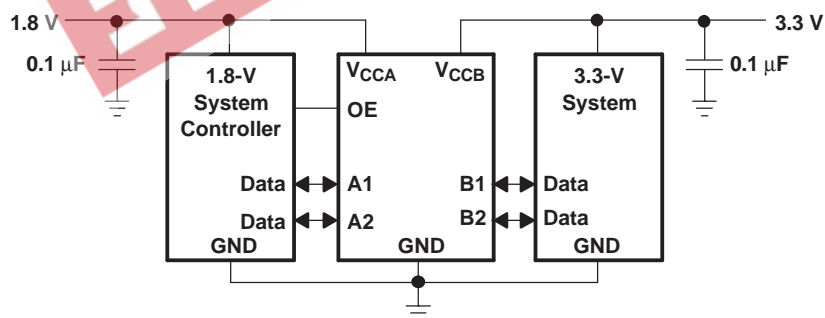 1.8 V
3.3 V
0.1 μF
0.1 μF
1.8-V
System
Controller
Data
Data
GND
VCCA
VCCB
OE
A1
B1
A2
B2
GND
3.3-V
System
Data
Data
GND